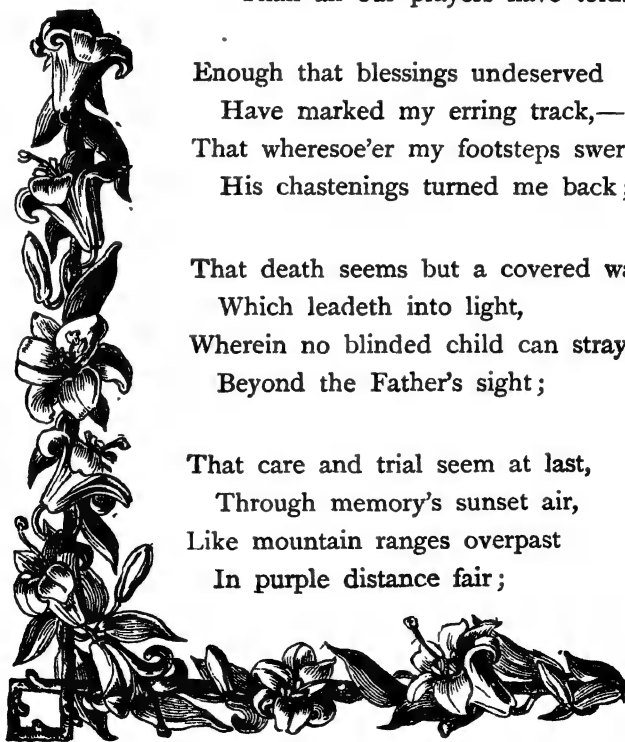 Enough that blessings undeserved
Have marked my erring track,—
That wheresoe'er my footsteps swer
His chastenings turned me back;
That death seems but a covered wa
Which leadeth into light,
Wherein no blinded child can stray
Beyond the Father's sight;
That care and trial seem at last,
Through memory's sunset air,
Like mountain ranges overpast
In purple distance fair;